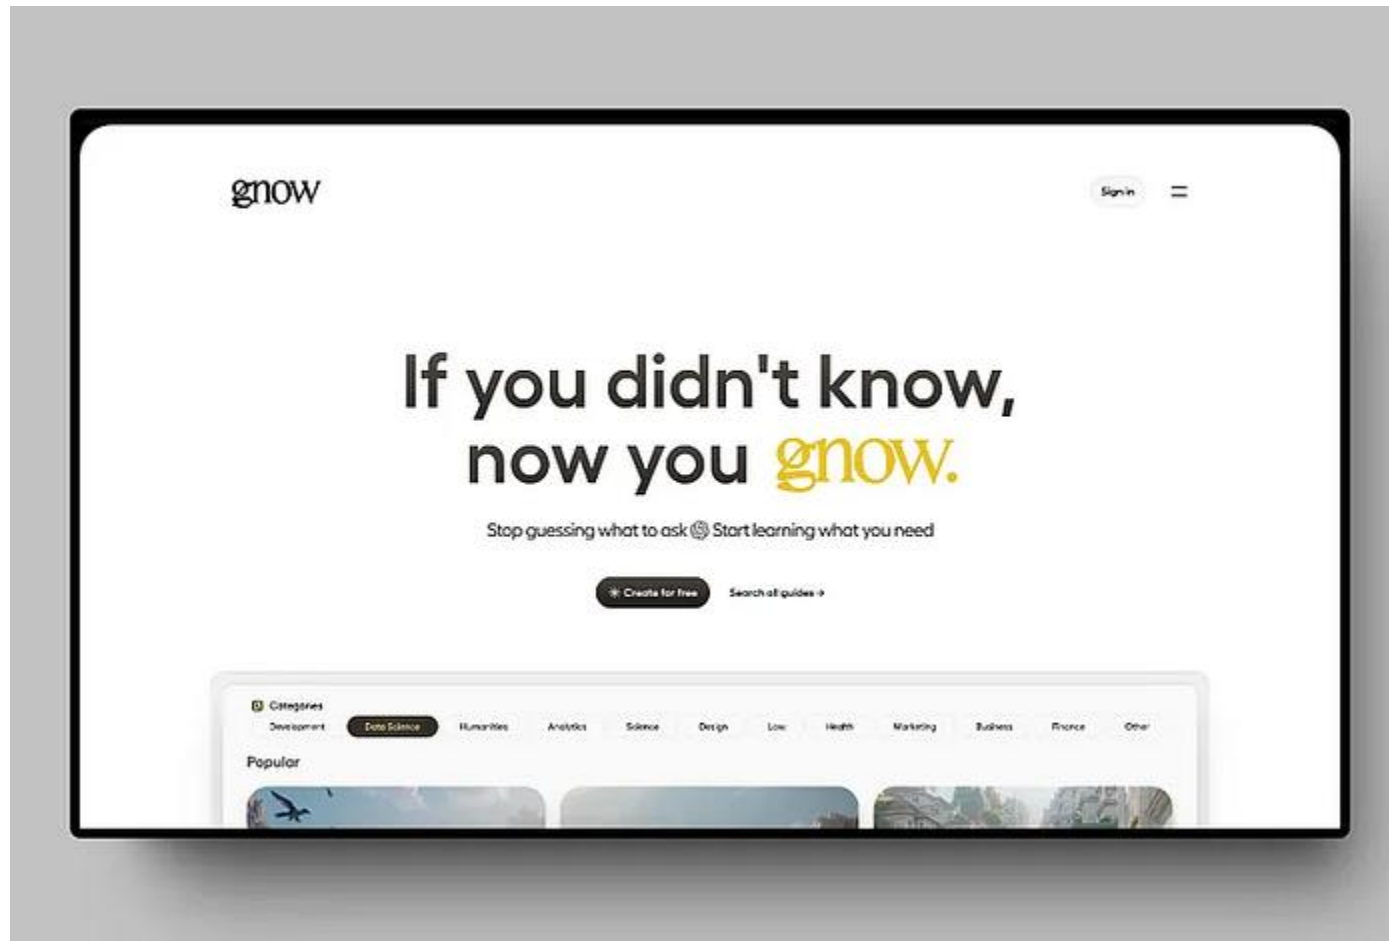 gnow
Sign in
If you didn't know,
now you gnow.
Stop guessing what to ask Start learning what you need
Create for free Search all guides →
Categories
Development Data Science Humanities Analytics Science Design Law Health Marketing Business Finance Other
Popular